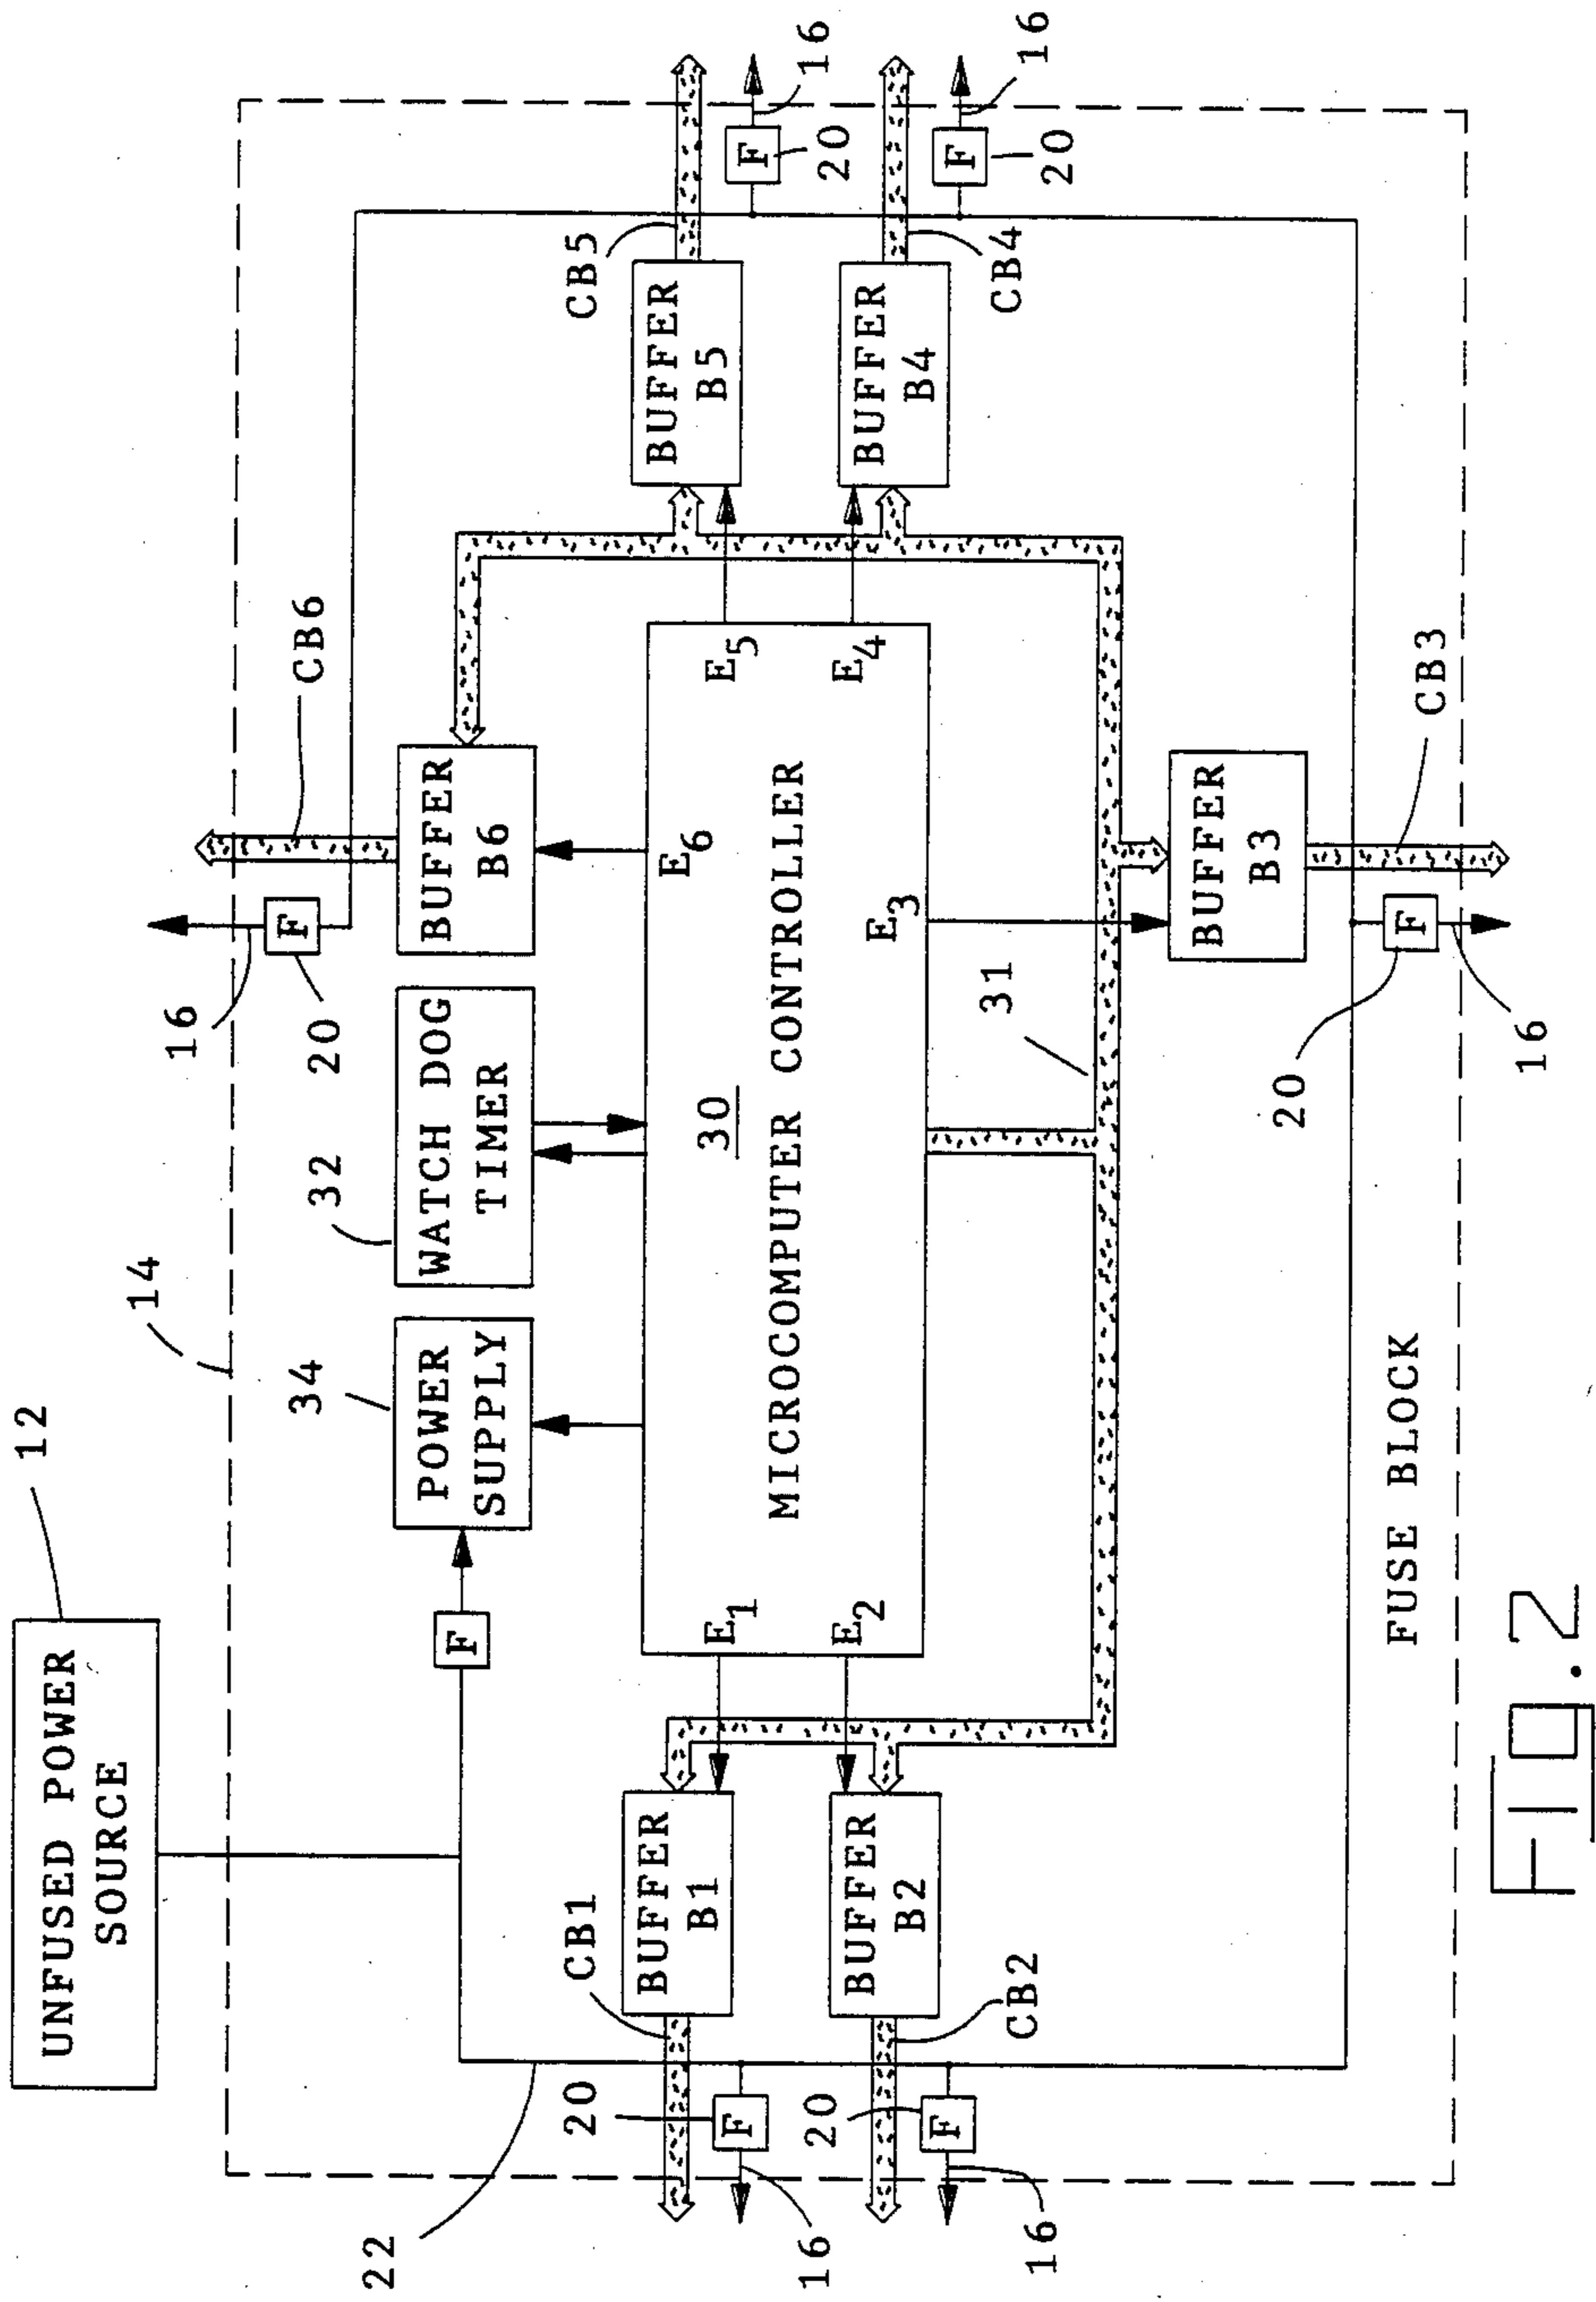 UNFUSED POWER
SOURCE
12
14
22
F
POWER
SUPPLY
34
WATCH DOG
TIMER
32
BUFFER
B6
CB6
F
16
20
BUFFER
B1
CB1
20
F
16
BUFFER
B2
CB2
20
F
16
E1
E2
30
MICROCOMPUTER CONTROLLER
E6
E3
E5
E4
31
BUFFER
B5
CB5
F
20
16
BUFFER
B4
CB4
F
20
16
BUFFER
B3
CB3
F
20
16
FUSE BLOCK
FIG.2